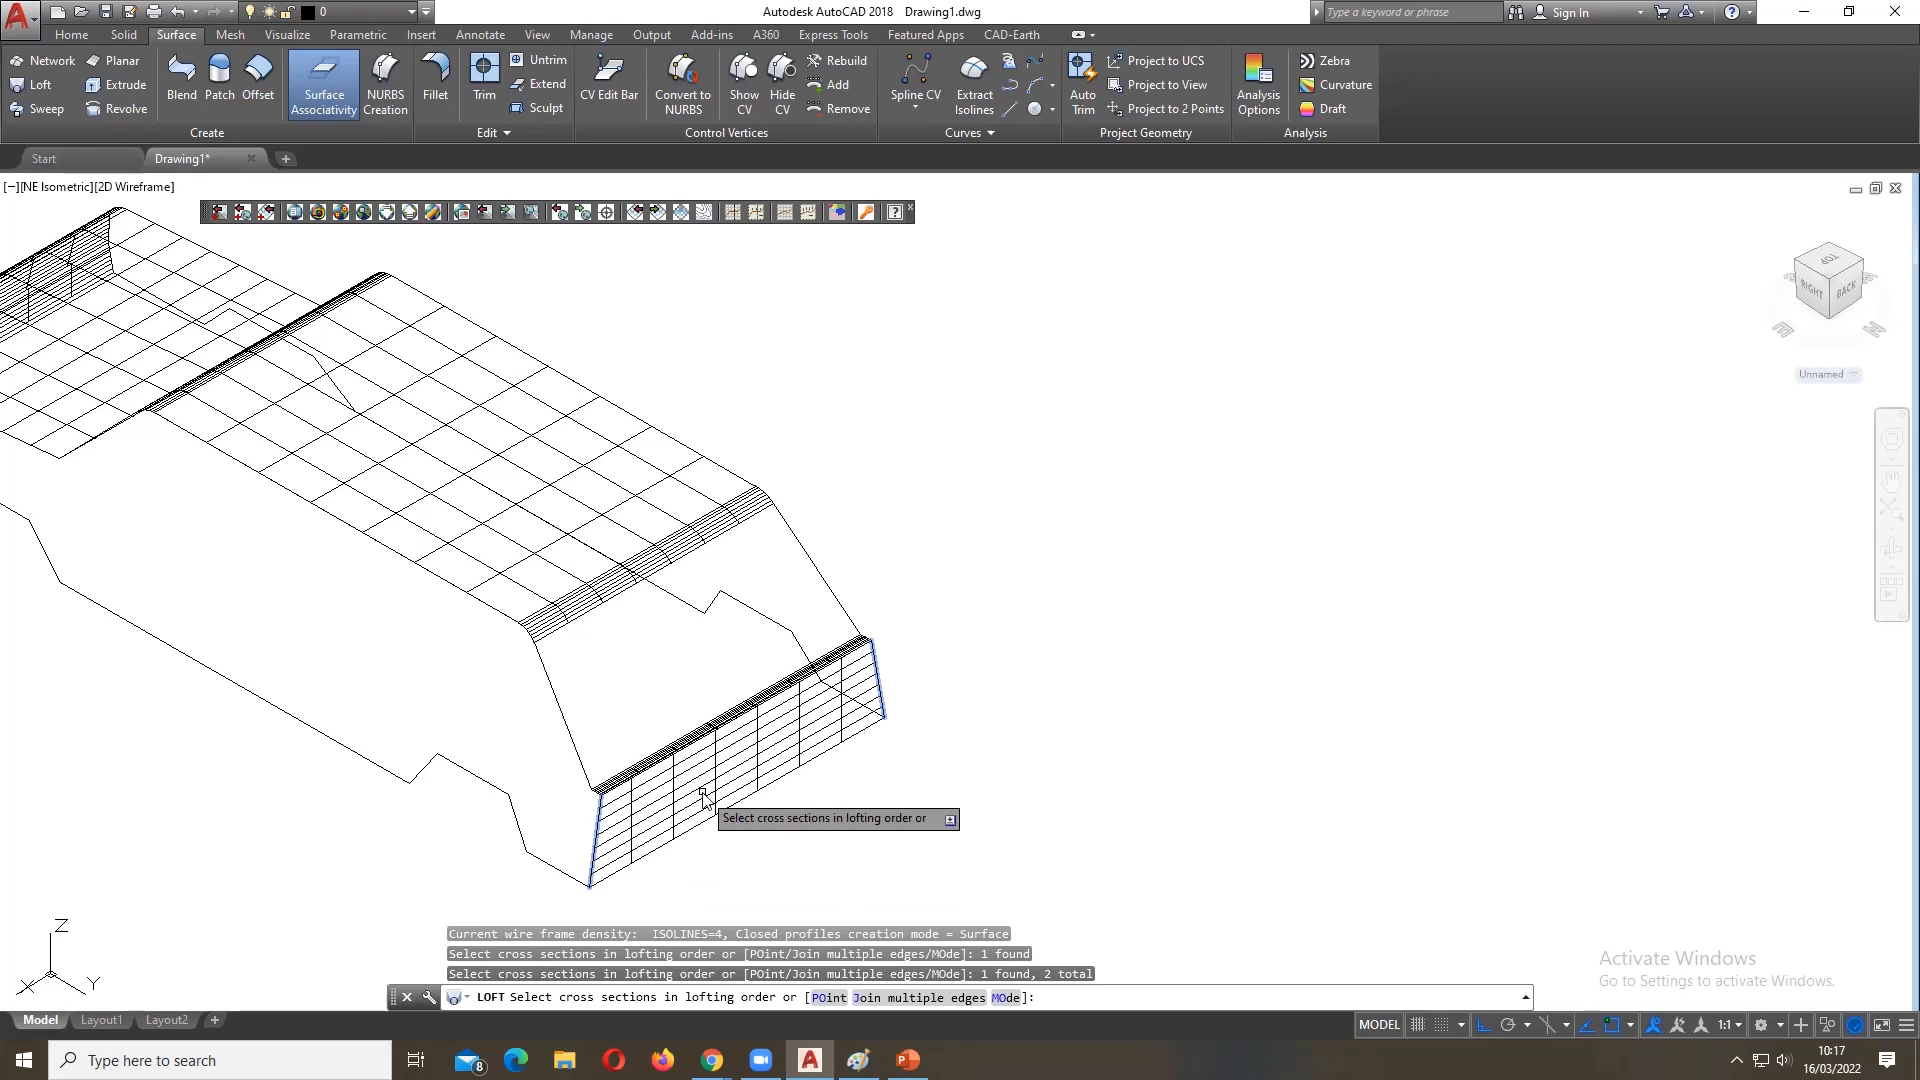 0
Autodesk AutoCAD 2018 Drawing1.dwg
Type a keyword or phrase
Sign In
Home Solid Surface Mesh Visualize Parametric Insert Annotate View Manage Output Add-ins A360 Express Tools Featured Apps CAD-Earth
Network Planar
Loft Extrude
Sweep Revolve
Create
Blend Patch Offset
Surface Associativity
NURBS Creation
Fillet
Trim
Untrim
Extend
Sculpt
Edit
CV Edit Bar
Convert to NURBS
Show CV
Hide CV
Rebuild
Add
Remove
Control Vertices
Spline CV
Extract Isolines
Curves
Auto Trim
Project to UCS
Project to View
Project to 2 Points
Project Geometry
Analysis Options
Zebra
Curvature
Draft
Analysis
Start
Drawing1*
[−][NE Isometric][2D Wireframe]
TOP
RIGHT
BACK
E
N
Unnamed
Select cross sections in lofting order or
Z
X
Y
Current wire frame density: ISOLINES=4, Closed profiles creation mode = Surface
Select cross sections in lofting order or [POint/Join multiple edges/MOde]: 1 found
Select cross sections in lofting order or [POint/Join multiple edges/MOde]: 1 found, 2 total
LOFT Select cross sections in lofting order or [POint Join multiple edges MOde]:
Activate Windows
Go to Settings to activate Windows.
Model Layout1 Layout2
MODEL
1:1
Type here to search
8
10:17
16/03/2022